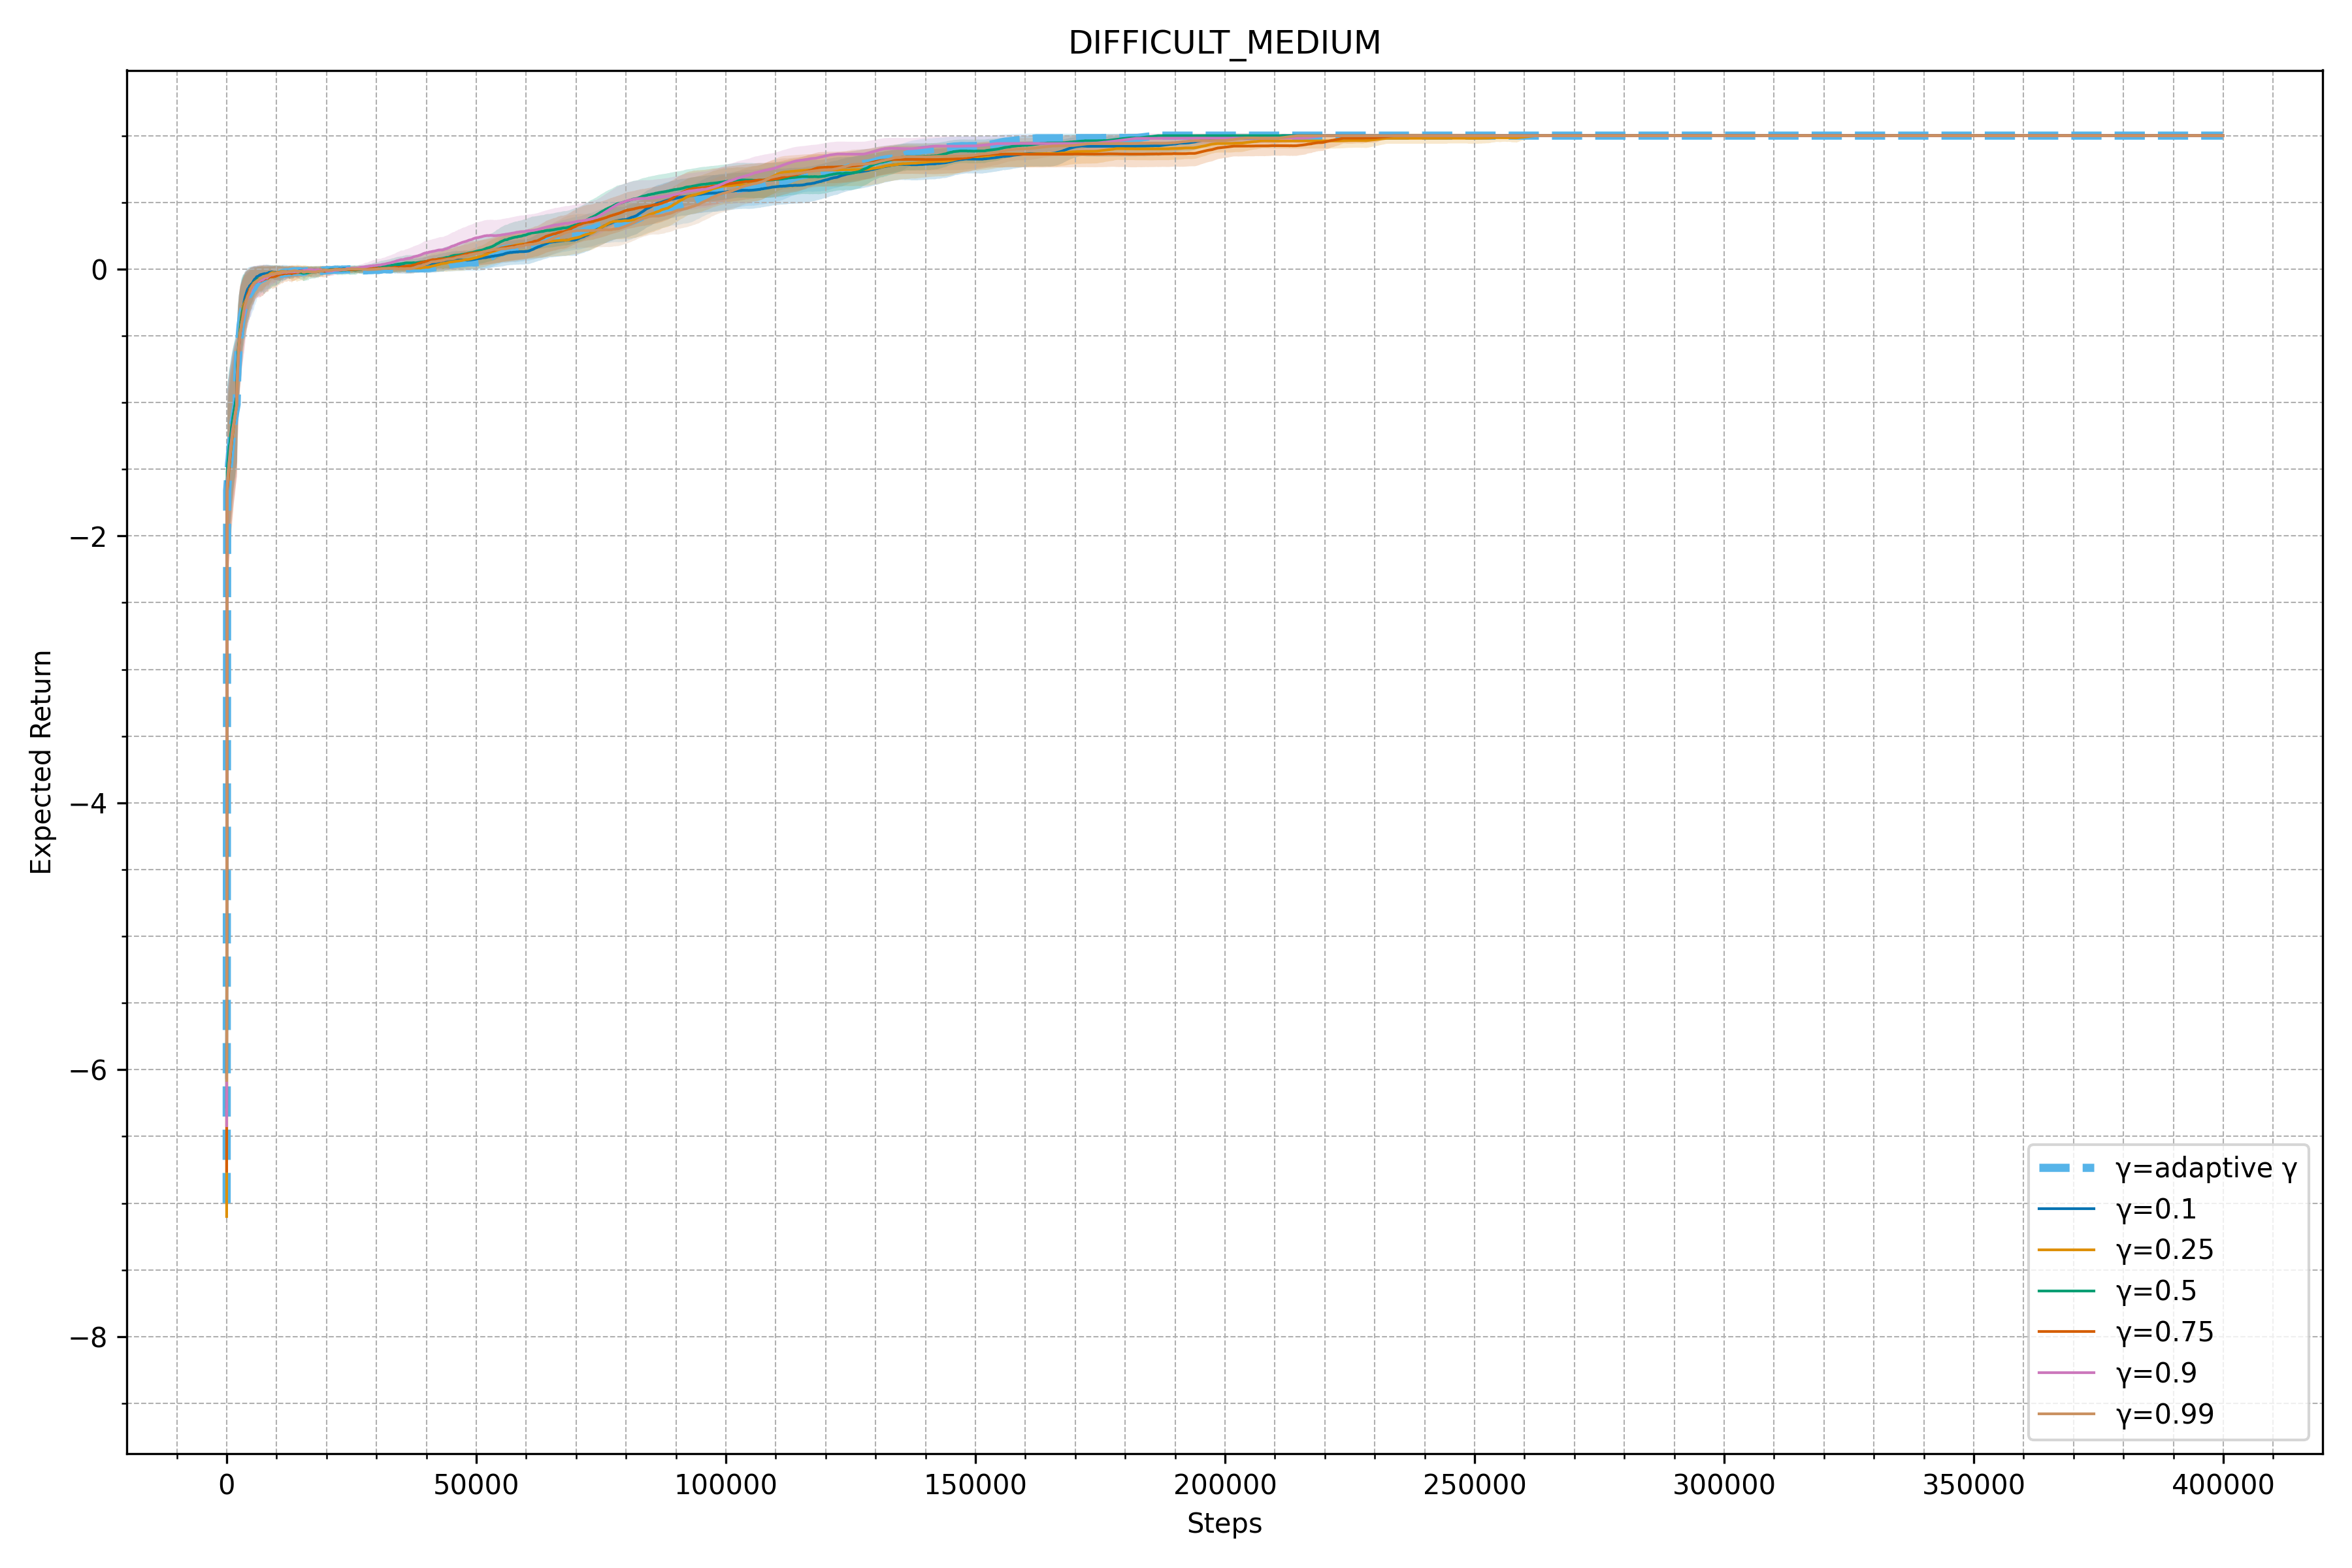 DIFFICULT_MEDIUM
Expected Return
0
−2
−4
−6
−8
γ=adaptive γ
γ=0.1
γ=0.25
γ=0.5
γ=0.75
γ=0.9
γ=0.99
0 50000 100000 150000 200000 250000 300000 350000 400000
Steps